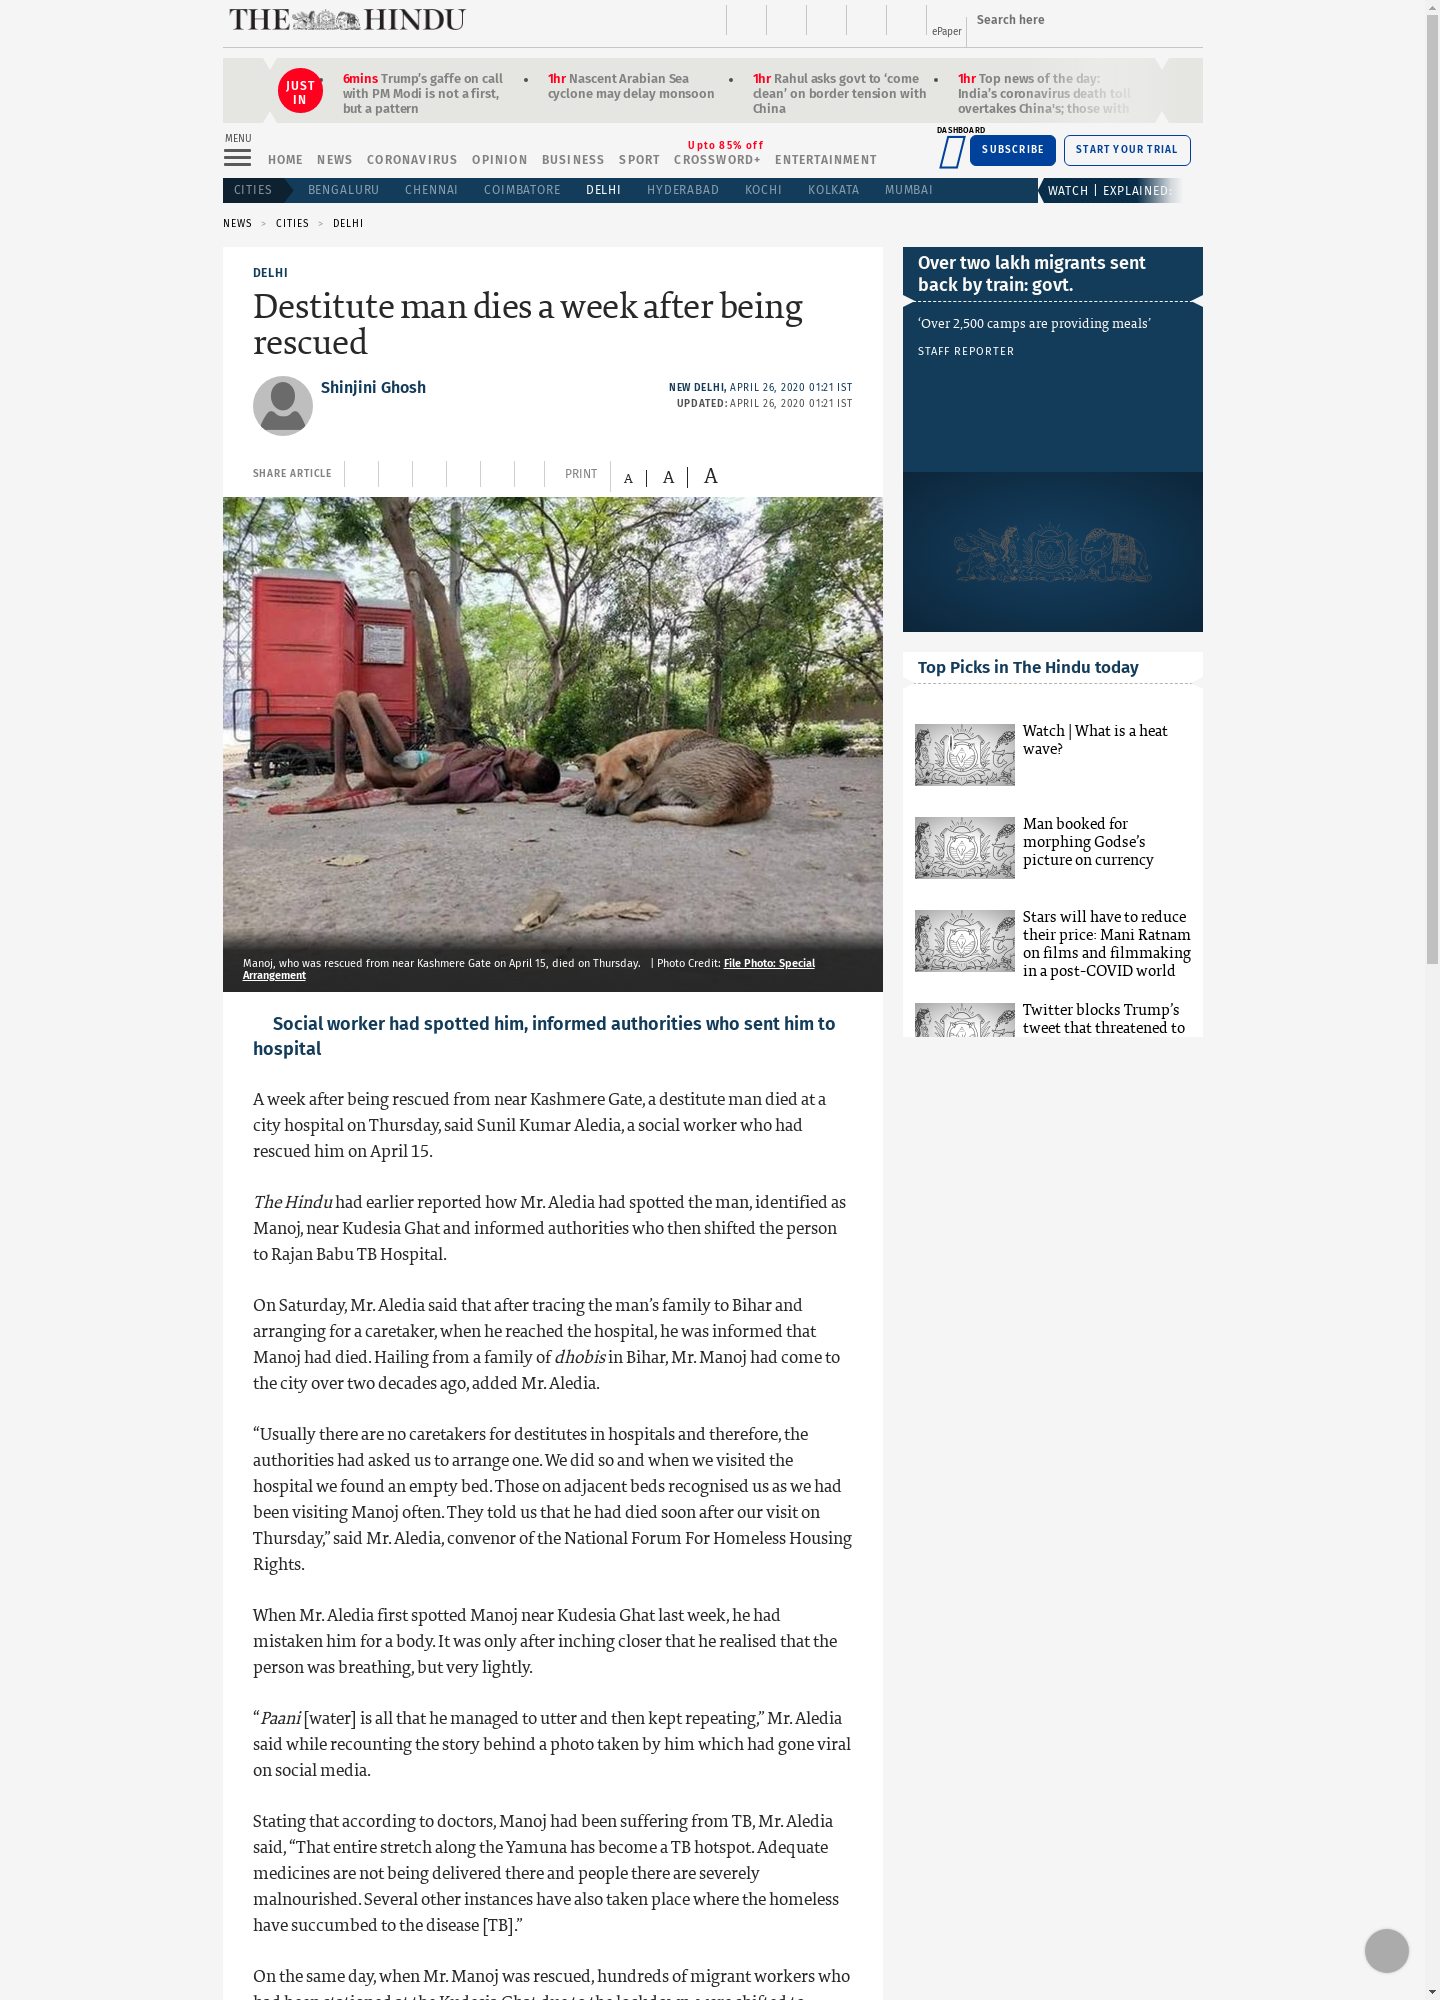 THE HINDU
ePaper
Search here
JUST IN
6mins Trump’s gaffe on call
with PM Modi is not a first,
but a pattern
1hr Nascent Arabian Sea
cyclone may delay monsoon
1hr Rahul asks govt to ‘come
clean’ on border tension with
China
1hr Top news of the day:
India’s coronavirus death toll
overtakes China's; those with
MENU
HOME NEWS CORONAVIRUS OPINION BUSINESS SPORT CROSSWORD+ ENTERTAINMENT
Upto 85% off
DASHBOARD
SUBSCRIBE
START YOUR TRIAL
CITIES BENGALURU CHENNAI COIMBATORE DELHI HYDERABAD KOCHI KOLKATA MUMBAI
WATCH | EXPLAINED:
NEWS > CITIES > DELHI
DELHI
Destitute man dies a week after being
rescued
Shinjini Ghosh
NEW DELHI, APRIL 26, 2020 01:21 IST
UPDATED: APRIL 26, 2020 01:21 IST
SHARE ARTICLE
PRINT
A A A
Manoj, who was rescued from near Kashmere Gate on April 15, died on Thursday. | Photo Credit: File Photo: Special
Arrangement
Social worker had spotted him, informed authorities who sent him to
hospital
A week after being rescued from near Kashmere Gate, a destitute man died at a
city hospital on Thursday, said Sunil Kumar Aledia, a social worker who had
rescued him on April 15.
The Hindu had earlier reported how Mr. Aledia had spotted the man, identified as
Manoj, near Kudesia Ghat and informed authorities who then shifted the person
to Rajan Babu TB Hospital.
On Saturday, Mr. Aledia said that after tracing the man’s family to Bihar and
arranging for a caretaker, when he reached the hospital, he was informed that
Manoj had died. Hailing from a family of dhobis in Bihar, Mr. Manoj had come to
the city over two decades ago, added Mr. Aledia.
“Usually there are no caretakers for destitutes in hospitals and therefore, the
authorities had asked us to arrange one. We did so and when we visited the
hospital we found an empty bed. Those on adjacent beds recognised us as we had
been visiting Manoj often. They told us that he had died soon after our visit on
Thursday,” said Mr. Aledia, convenor of the National Forum For Homeless Housing
Rights.
When Mr. Aledia first spotted Manoj near Kudesia Ghat last week, he had
mistaken him for a body. It was only after inching closer that he realised that the
person was breathing, but very lightly.
“Paani [water] is all that he managed to utter and then kept repeating,” Mr. Aledia
said while recounting the story behind a photo taken by him which had gone viral
on social media.
Stating that according to doctors, Manoj had been suffering from TB, Mr. Aledia
said, “That entire stretch along the Yamuna has become a TB hotspot. Adequate
medicines are not being delivered there and people there are severely
malnourished. Several other instances have also taken place where the homeless
have succumbed to the disease [TB].”
On the same day, when Mr. Manoj was rescued, hundreds of migrant workers who
Over two lakh migrants sent
back by train: govt.
‘Over 2,500 camps are providing meals’
STAFF REPORTER
Top Picks in The Hindu today
Watch | What is a heat
wave?
Man booked for
morphing Godse’s
picture on currency
Stars will have to reduce
their price: Mani Ratnam
on films and filmmaking
in a post-COVID world
Twitter blocks Trump’s
tweet that threatened to